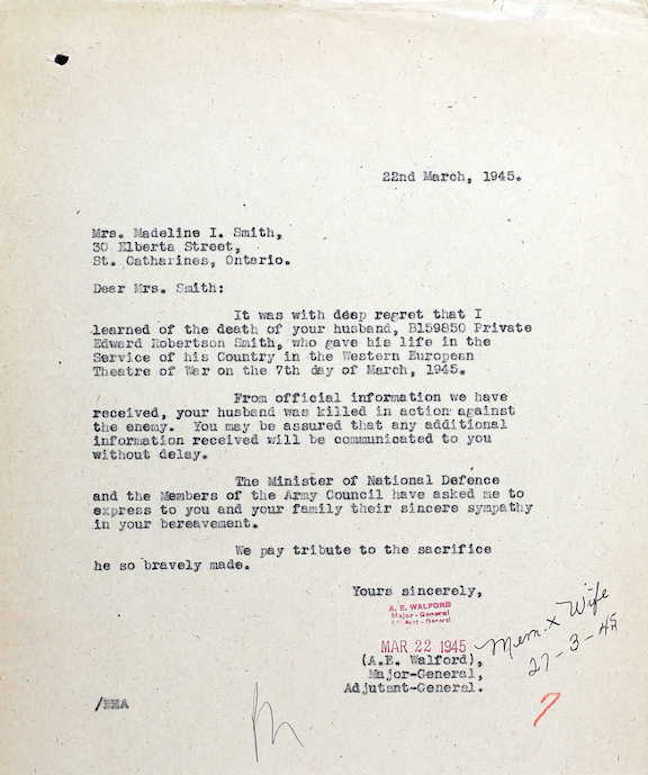 22nd March, 1945.
Mrs. Madeline I. Smith,
30 Elberta Street,
St. Catharines, Ontario.
Dear Mrs. Smith:
It was with deep regret that I
learned of the death of your husband, B159850 Private
Edward Robertson Smith, who gave his life in the
Service of his Country in the Western European
Theatre of War on the 7th day of March, 1945.
From official information we have
received, your husband was killed in action against
the enemy. You may be assured that any additional
information received will be communicated to you
without delay.
The Minister of National Defence
and the Members of the Army Council have asked me to
express to you and your family their sincere sympathy
in your bereavement.
We pay tribute to the sacrifice
he so bravely made.
Yours sincerely,
A. E. WALFORD
Major-General
Adjutant-General
MAR 22 1945
(A.E. Walford),
Major-General,
Adjutant-General.
Mem. x Wife
27-3-45
7